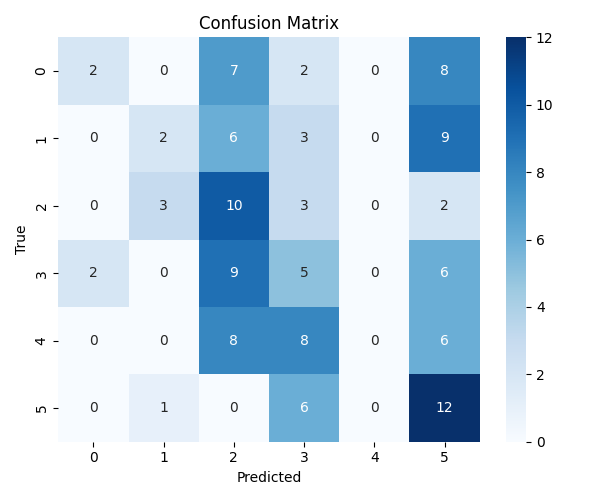 Confusion Matrix
True
0 2 0 7 2 0 8
1 0 2 6 3 0 9
2 0 3 10 3 0 2
3 2 0 9 5 0 6
4 0 0 8 8 0 6
5 0 1 0 6 0 12
0 1 2 3 4 5
Predicted
12
10
8
6
4
2
0